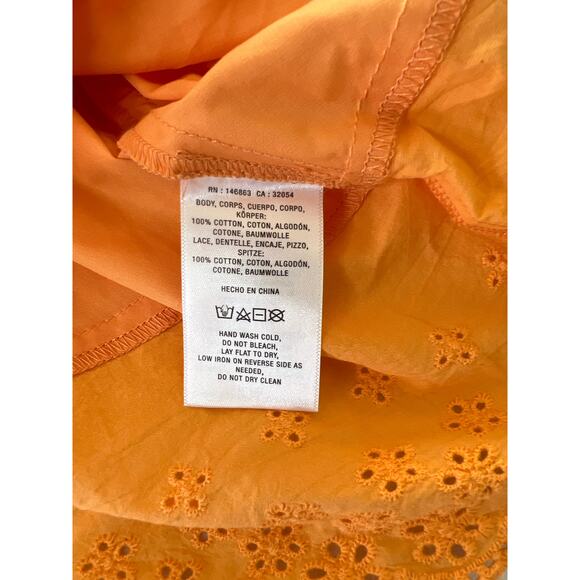 RN : 146863 CA : 32054
BODY, CORPS, CUERPO, CORPO,
KÖRPER:
100% COTTON, COTON, ALGODÓN,
COTONE, BAUMWOLLE
LACE, DENTELLE, ENCAJE, PIZZO,
SPITZE:
100% COTTON, COTON, ALGODÓN,
COTONE, BAUMWOLLE
HECHO EN CHINA
HAND WASH COLD,
DO NOT BLEACH,
LAY FLAT TO DRY,
LOW IRON ON REVERSE SIDE AS
NEEDED,
DO NOT DRY CLEAN